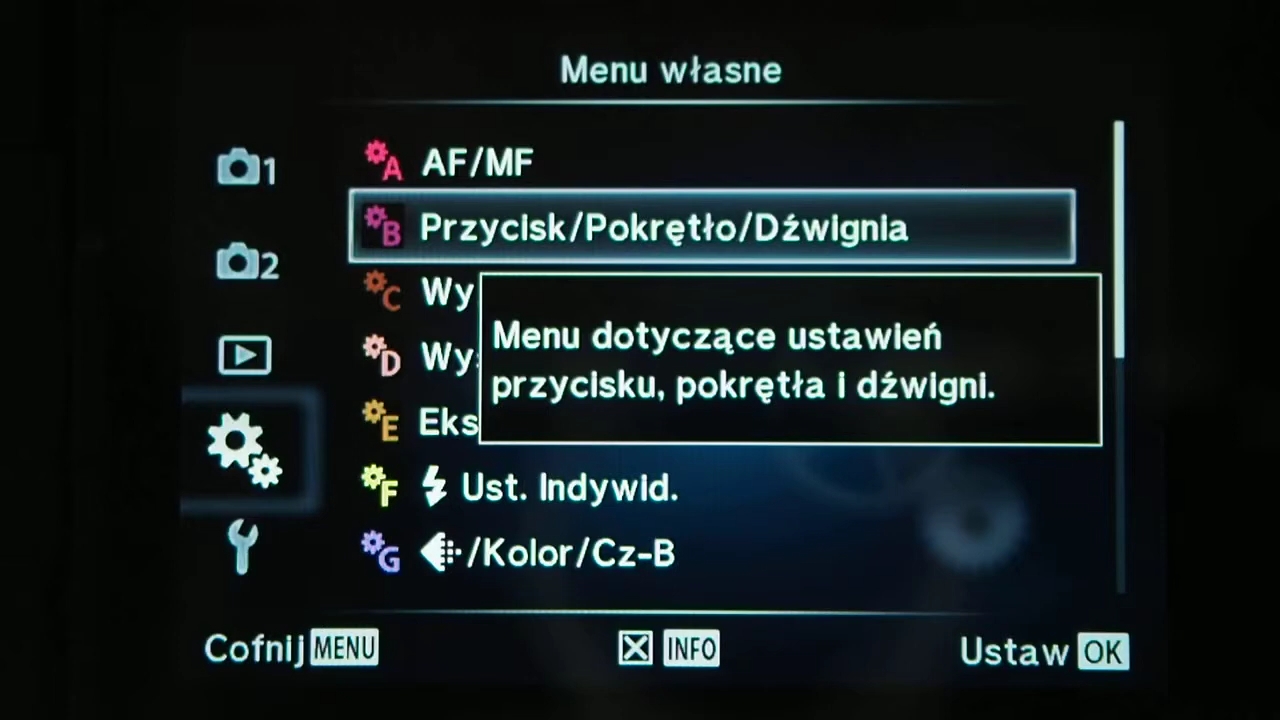 Menu własne
1
A AF/MF
B Przycisk/Pokrętło/Dźwignia
2
C Wy
Menu dotyczące ustawień
przycisku, pokrętła i dźwigni.
D Wy
E Eks
F Ust. Indywid.
G /Kolor/Cz-B
Cofnij MENU INFO Ustaw OK